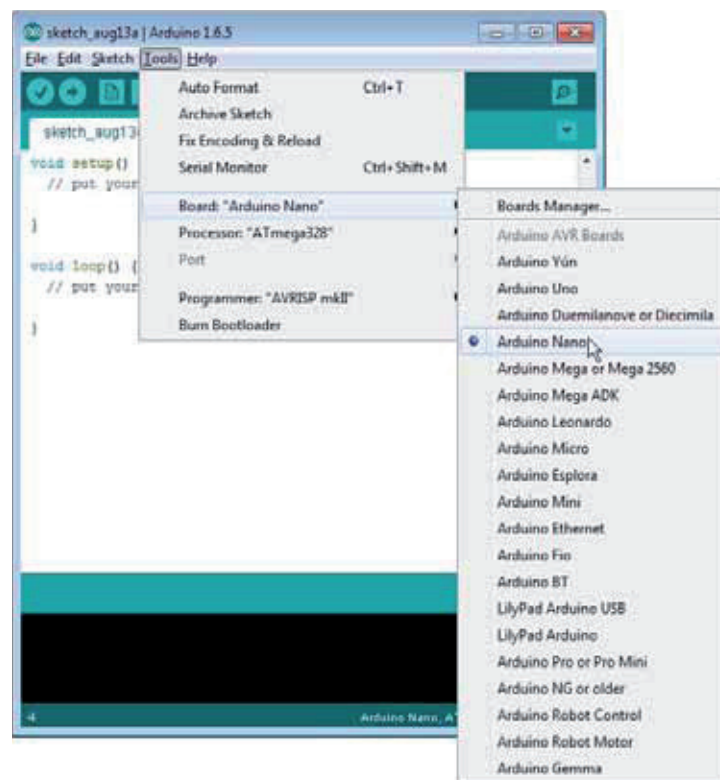 sketch_aug13a | Arduino 1.6.5
File Edit Sketch Tools Help
sketch_aug13
void setup()
// put your
}
void loop() {
// put your
}
Auto Format Ctrl+T
Archive Sketch
Fix Encoding & Reload
Serial Monitor Ctrl+Shift+M
Board: "Arduino Nano"
Processor: "ATmega328"
Port
Programmer: "AVRISP mkII"
Burn Bootloader
Boards Manager...
Arduino AVR Boards
Arduino Yún
Arduino Uno
Arduino Duemilanove or Diecimila
Arduino Nano
Arduino Mega or Mega 2560
Arduino Mega ADK
Arduino Leonardo
Arduino Micro
Arduino Esplora
Arduino Mini
Arduino Ethernet
Arduino Fio
Arduino BT
LilyPad Arduino USB
LilyPad Arduino
Arduino Pro or Pro Mini
Arduino NG or older
Arduino Robot Control
Arduino Robot Motor
Arduino Gemma
4 Arduino Nano, A